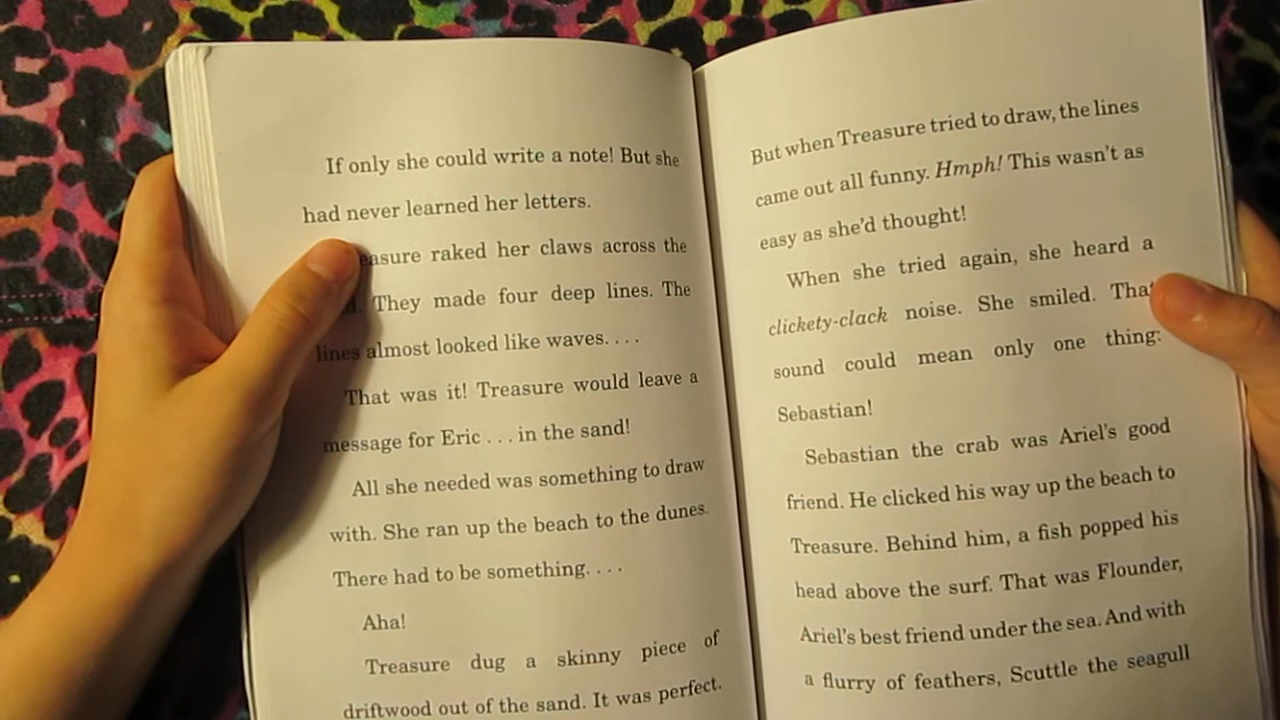 If only she could write a note! But she
had never learned her letters.
easure raked her claws across the
They made four deep lines. The
lines almost looked like waves. . . .
That was it! Treasure would leave a
message for Eric . . . in the sand!
All she needed was something to draw
with. She ran up the beach to the dunes.
There had to be something. . . .
Aha!
Treasure dug a skinny piece of
driftwood out of the sand. It was perfect.
But when Treasure tried to draw, the lines
came out all funny. Hmph! This wasn't as
easy as she'd thought!
When she tried again, she heard a
clickety-clack noise. She smiled. That
sound could mean only one thing:
Sebastian!
Sebastian the crab was Ariel's good
friend. He clicked his way up the beach to
Treasure. Behind him, a fish popped his
head above the surf. That was Flounder,
Ariel's best friend under the sea. And with
a flurry of feathers, Scuttle the seagull